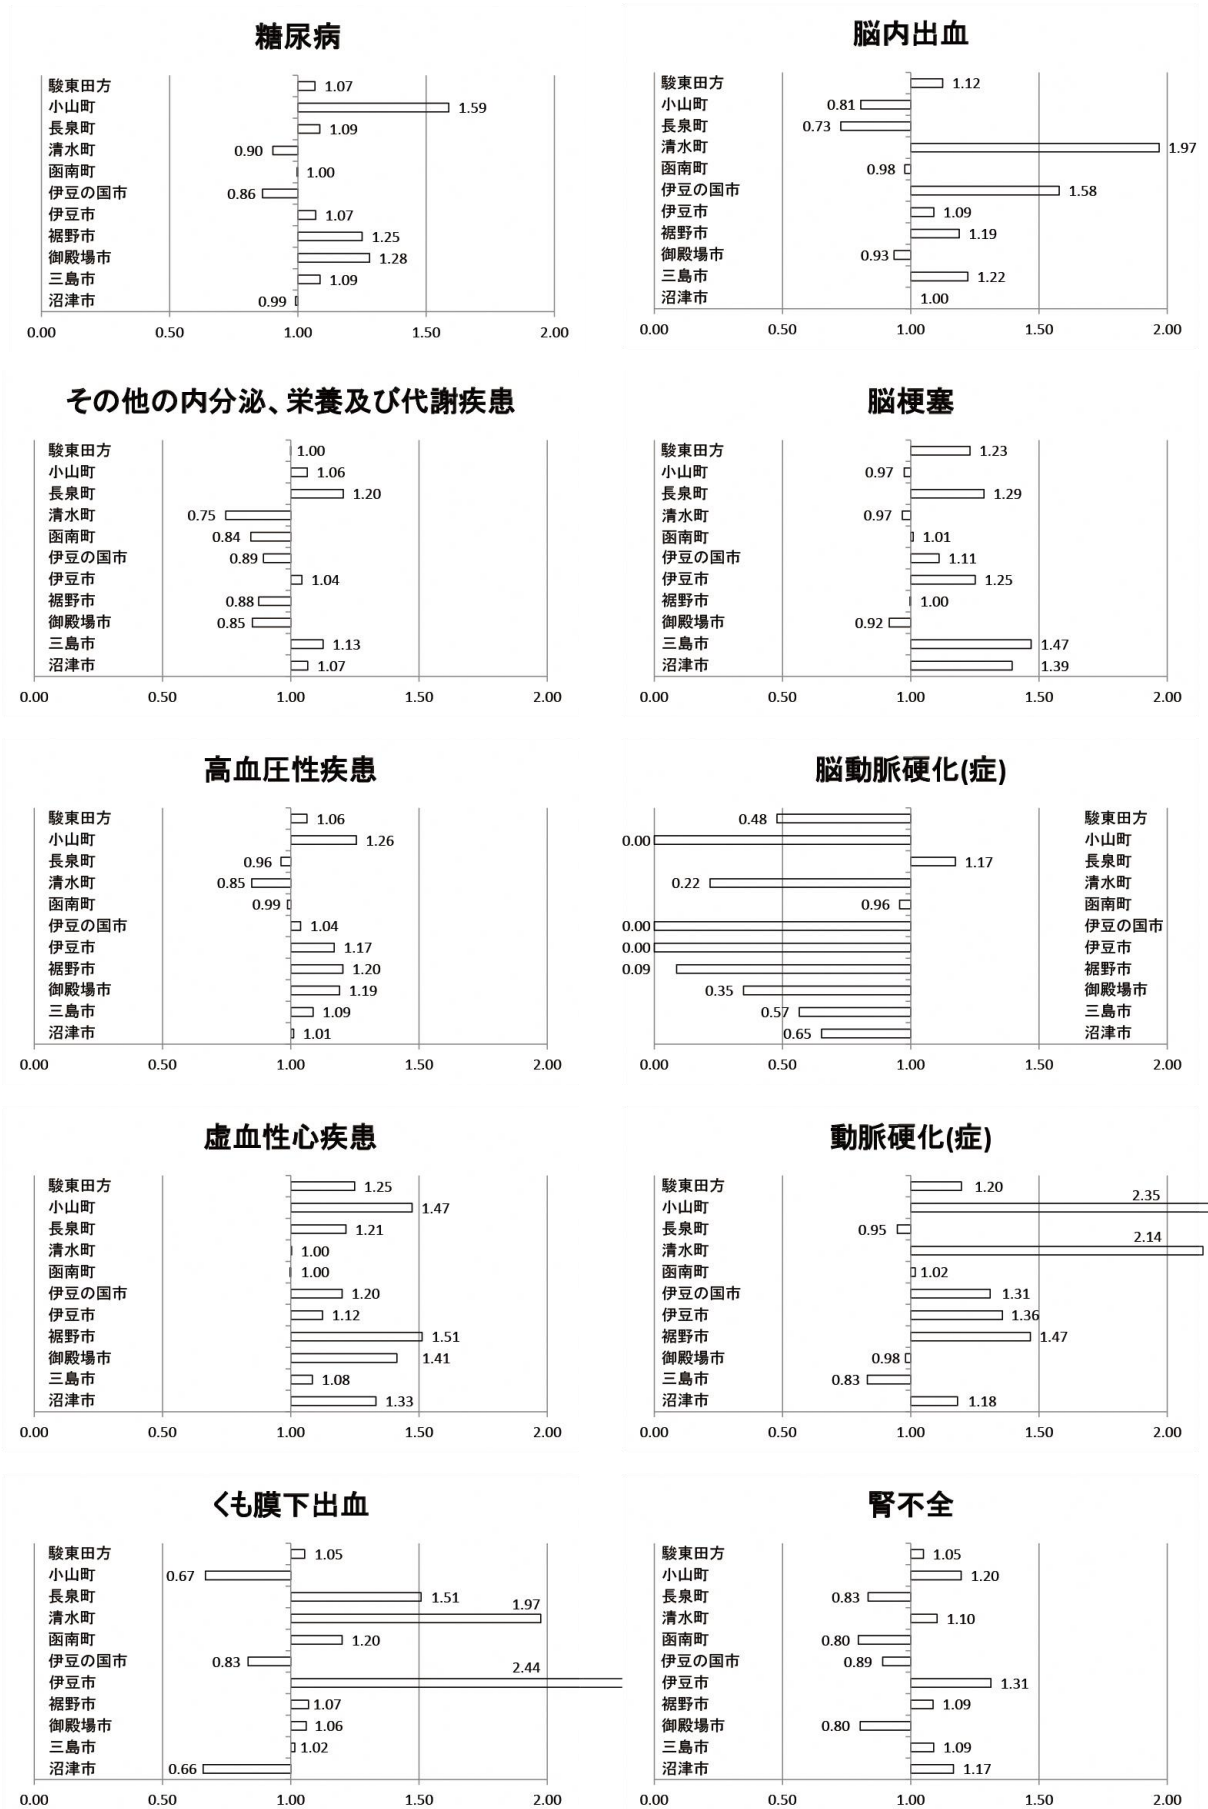 糖尿病
駿東田方 1.07
小山町 1.59
長泉町 1.09
清水町 0.90
函南町 1.00
伊豆の国市 0.86
伊豆市 1.07
裾野市 1.25
御殿場市 1.28
三島市 1.09
沼津市 0.99
0.00 0.50 1.00 1.50 2.00
脳内出血
駿東田方 1.12
小山町 0.81
長泉町 0.73
清水町 1.97
函南町 0.98
伊豆の国市 1.58
伊豆市 1.09
裾野市 1.19
御殿場市 0.93
三島市 1.22
沼津市 1.00
0.00 0.50 1.00 1.50 2.00
その他の内分泌、栄養及び代謝疾患
駿東田方 1.00
小山町 1.06
長泉町 1.20
清水町 0.75
函南町 0.84
伊豆の国市 0.89
伊豆市 1.04
裾野市 0.88
御殿場市 0.85
三島市 1.13
沼津市 1.07
0.00 0.50 1.00 1.50 2.00
脳梗塞
駿東田方 1.23
小山町 0.97
長泉町 1.29
清水町 0.97
函南町 1.01
伊豆の国市 1.11
伊豆市 1.25
裾野市 1.00
御殿場市 0.92
三島市 1.47
沼津市 1.39
0.00 0.50 1.00 1.50 2.00
高血圧性疾患
駿東田方 1.06
小山町 1.26
長泉町 0.96
清水町 0.85
函南町 0.99
伊豆の国市 1.04
伊豆市 1.17
裾野市 1.20
御殿場市 1.19
三島市 1.09
沼津市 1.01
0.00 0.50 1.00 1.50 2.00
脳動脈硬化(症)
0.48 駿東田方
0.00 小山町
1.17 長泉町
0.22 清水町
0.96 函南町
0.00 伊豆の国市
0.00 伊豆市
0.09 裾野市
0.35 御殿場市
0.57 三島市
0.65 沼津市
0.00 0.50 1.00 1.50 2.00
虚血性心疾患
駿東田方 1.25
小山町 1.47
長泉町 1.21
清水町 1.00
函南町 1.00
伊豆の国市 1.20
伊豆市 1.12
裾野市 1.51
御殿場市 1.41
三島市 1.08
沼津市 1.33
0.00 0.50 1.00 1.50 2.00
動脈硬化(症)
駿東田方 1.20
小山町 2.35
長泉町 0.95
清水町 2.14
函南町 1.02
伊豆の国市 1.31
伊豆市 1.36
裾野市 1.47
御殿場市 0.98
三島市 0.83
沼津市 1.18
0.00 0.50 1.00 1.50 2.00
くも膜下出血
駿東田方 1.05
小山町 0.67
長泉町 1.51
清水町 1.97
函南町 1.20
伊豆の国市 0.83
伊豆市 2.44
裾野市 1.07
御殿場市 1.06
三島市 1.02
沼津市 0.66
0.00 0.50 1.00 1.50 2.00
腎不全
駿東田方 1.05
小山町 1.20
長泉町 0.83
清水町 1.10
函南町 0.80
伊豆の国市 0.89
伊豆市 1.31
裾野市 1.09
御殿場市 0.80
三島市 1.09
沼津市 1.17
0.00 0.50 1.00 1.50 2.00